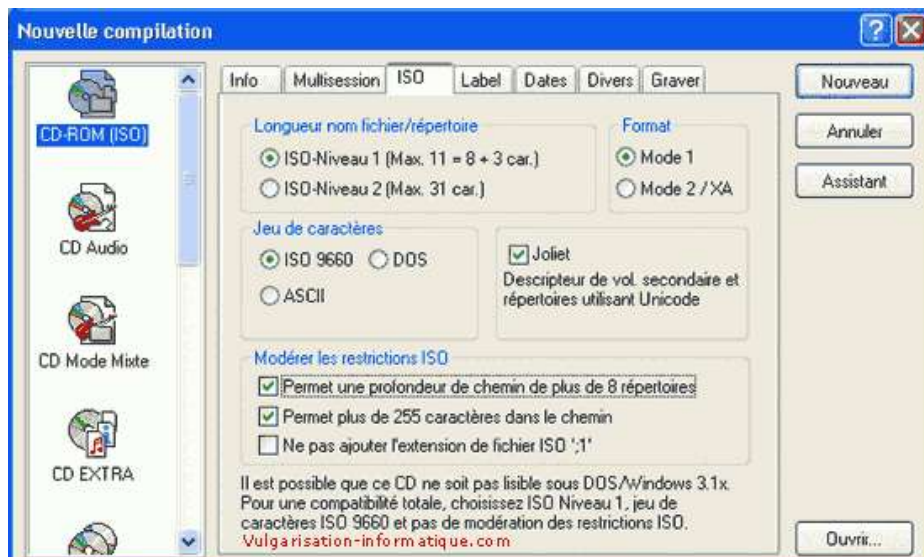 Nouvelle compilation
CD-ROM (ISO)
CD Audio
CD Mode Mixte
CD EXTRA
Info
Multisession
ISO
Label
Dates
Divers
Graver
Longueur nom fichier/répertoire
ISO-Niveau 1 (Max. 11 = 8 + 3 car.)
ISO-Niveau 2 (Max. 31 car.)
Format
Mode 1
Mode 2 / XA
Jeu de caractères
ISO 9660
DOS
ASCII
Joliet
Descripteur de vol. secondaire et
répertoires utilisant Unicode
Modérer les restrictions ISO
Permet une profondeur de chemin de plus de 8 répertoires
Permet plus de 255 caractères dans le chemin
Ne pas ajouter l'extension de fichier ISO ';1'
Il est possible que ce CD ne soit pas lisible sous DOS/Windows 3.1x.
Pour une compatibilité totale, choisissez ISO Niveau 1, jeu de
caractères ISO 9660 et pas de modération des restrictions ISO.
Vulgarisation-informatique.com
Nouveau
Annuler
Assistant
Ouvrir...